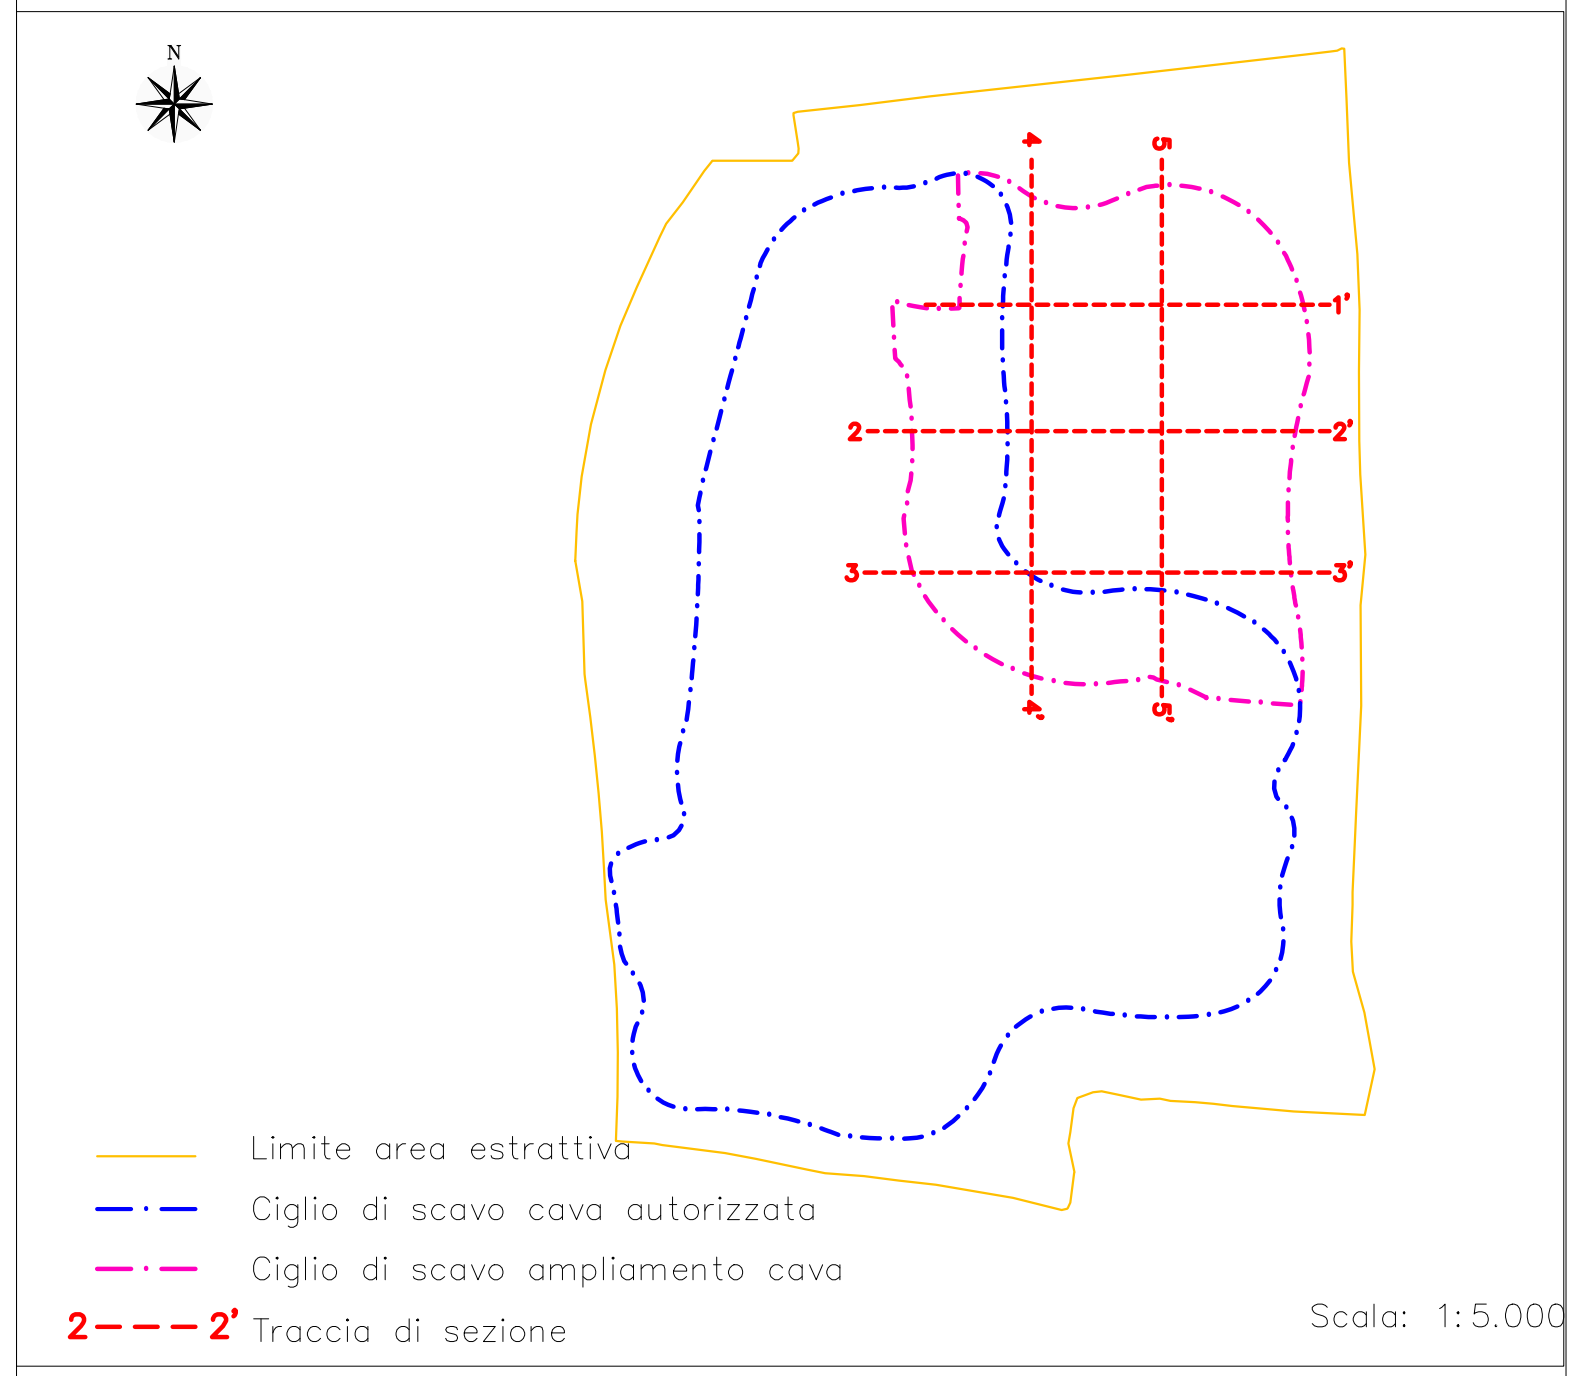 N
4 5
1'
2 2'
3 3'
4' 5'
Limite area estrattiva
Ciglio di scavo cava autorizzata
Ciglio di scavo ampliamento cava
2 2' Traccia di sezione
Scala: 1:5.000